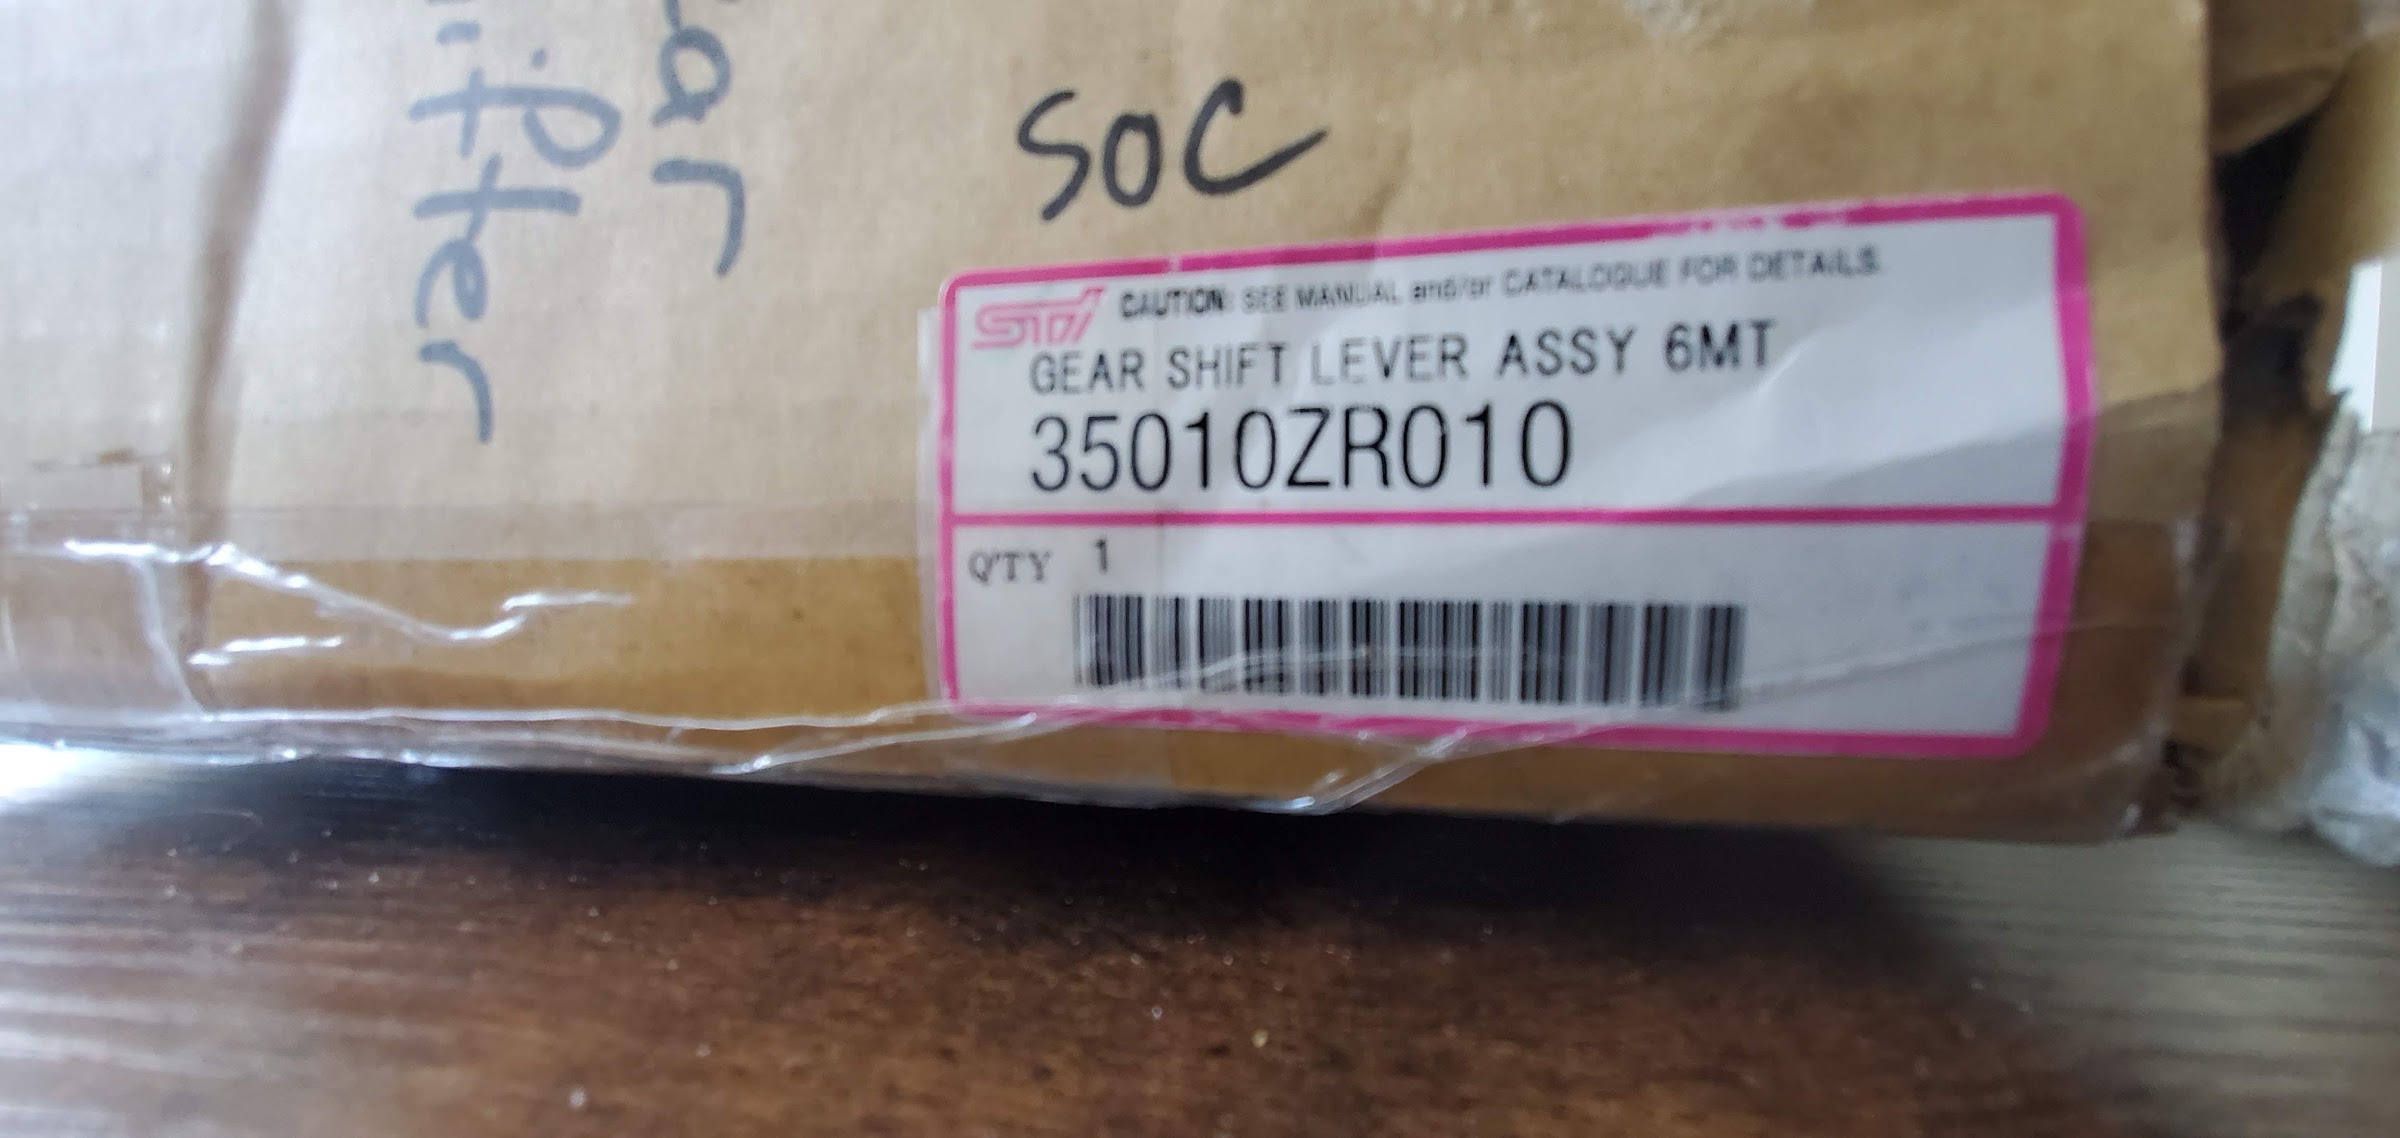 soc
STI CAUTION: SEE MANUAL and/or CATALOGUE FOR DETAILS.
GEAR SHIFT LEVER ASSY 6MT
35010ZR010
Q'TY 1